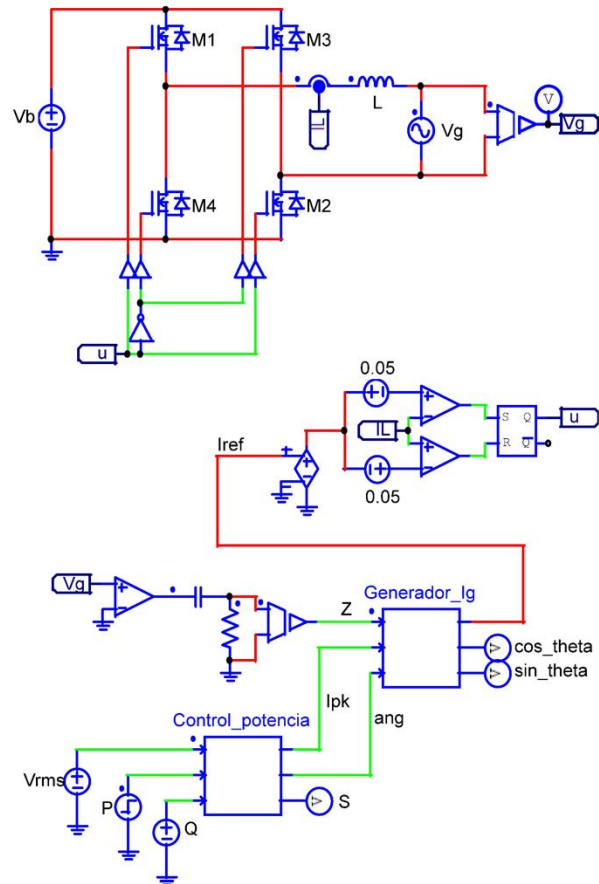 M1
M3
V
Vb
IL
L
Vg
Vg
M4
M2
u
0.05
IL
S Q
u
R Q
Iref
0.05
Vg
Generador_Ig
Z
V
cos_theta
V
sin_theta
Ipk
ang
Control_potencia
Vrms
P
Q
V
S